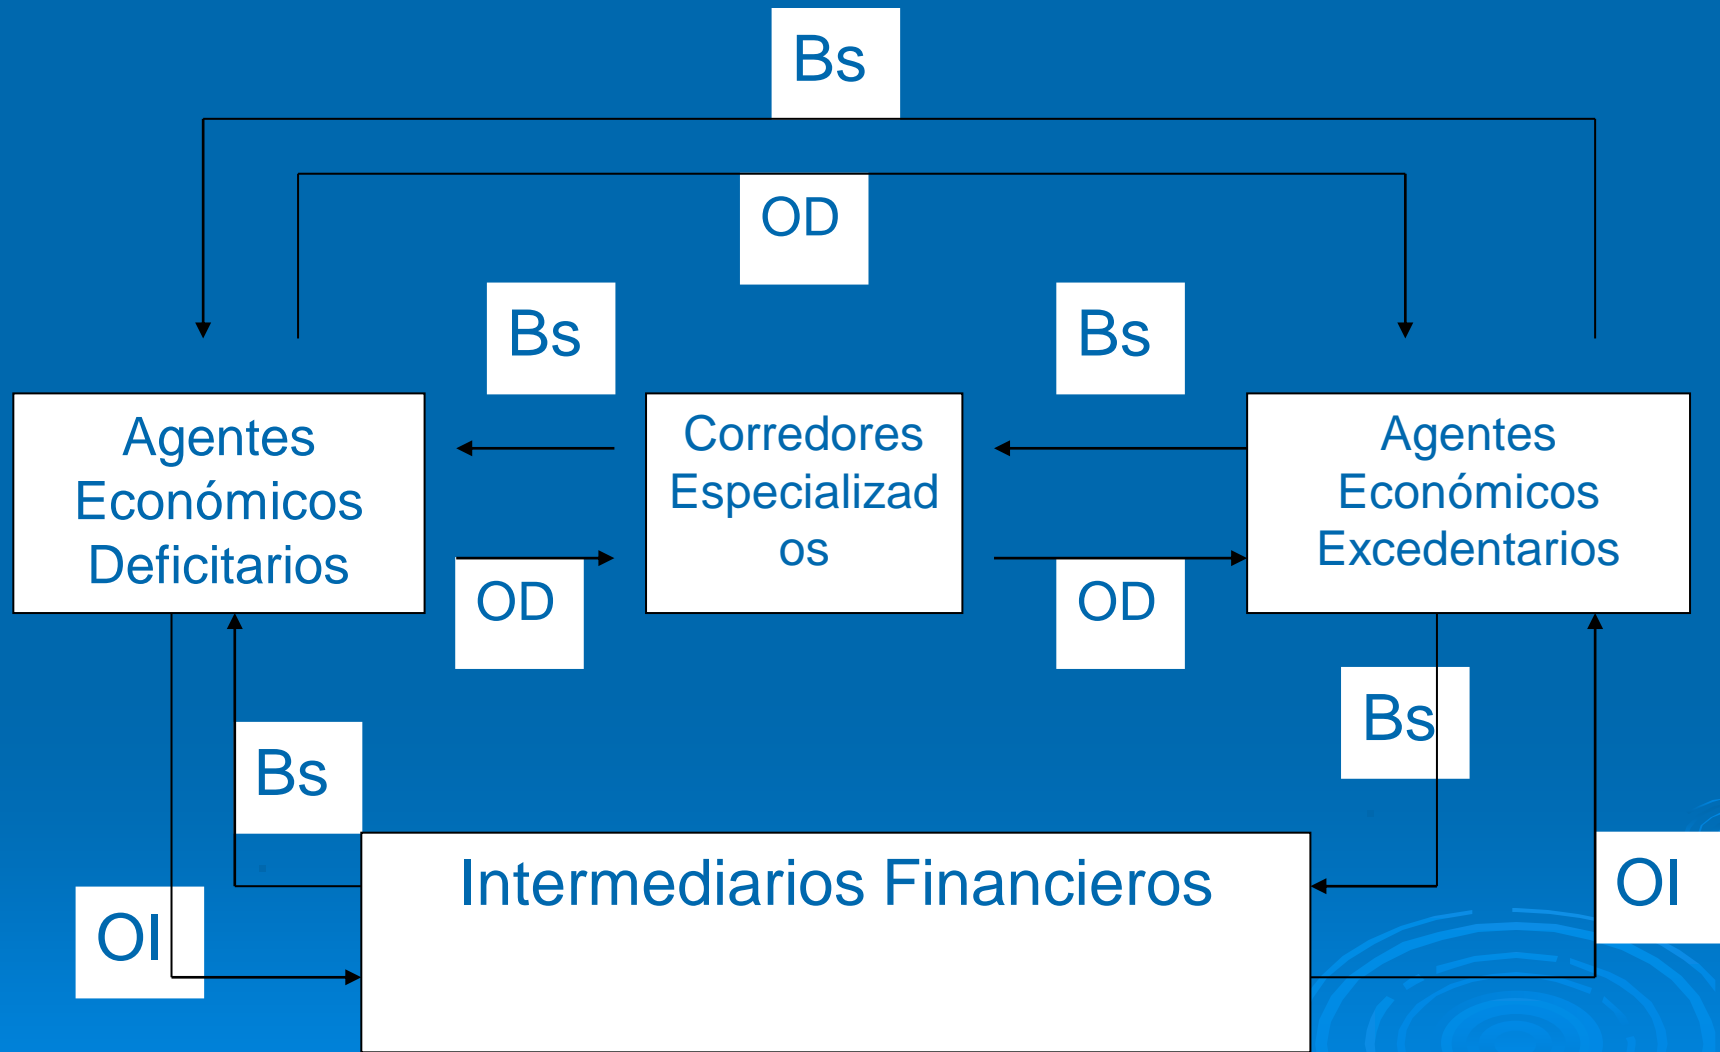 Bs
OD
Bs
Bs
Agentes
Económicos
Deficitarios
Corredores
Especializad
os
Agentes
Económicos
Excedentarios
OD
OD
Bs
Bs
Intermediarios Financieros
OI
OI